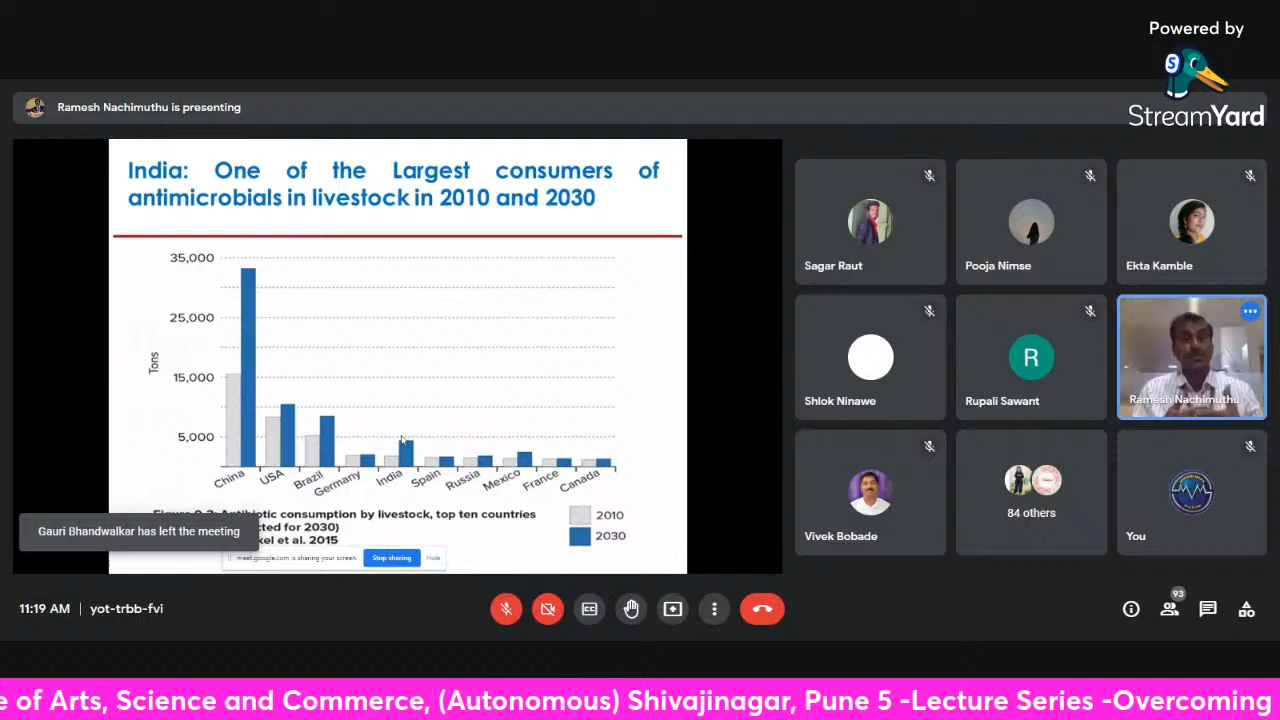 Powered by
StreamYard
Ramesh Nachimuthu is presenting
India: One of the Largest consumers of
antimicrobials in livestock in 2010 and 2030
35,000
25,000
15,000
5,000
Tons
China
USA
Brazil
Germany
India
Spain
Russia
Mexico
France
Canada
Antibiotic consumption by livestock, top ten countries
for 2030)
et al. 2015
2010
2030
Gauri Bhandwalkar has left the meeting
meet.google.com is sharing your screen.
Stop sharing
Hide
Sagar Raut
Pooja Nimse
Ekta Kamble
Shlok Ninawe
R
Rupali Sawant
Ramesh Nachimuthu
Vivek Bobade
84 others
You
11:19 AM | yot-trbb-fvi
93
e of Arts, Science and Commerce, (Autonomous) Shivajinagar, Pune 5 -Lecture Series -Overcoming